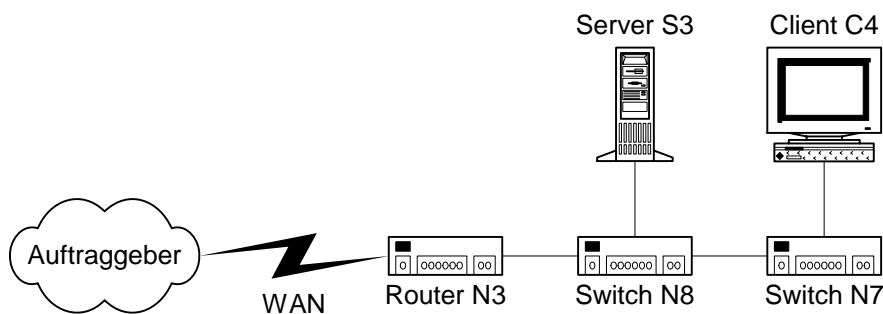 Server S3
Client C4
Auftraggeber
WAN
Router N3
Switch N8
Switch N7